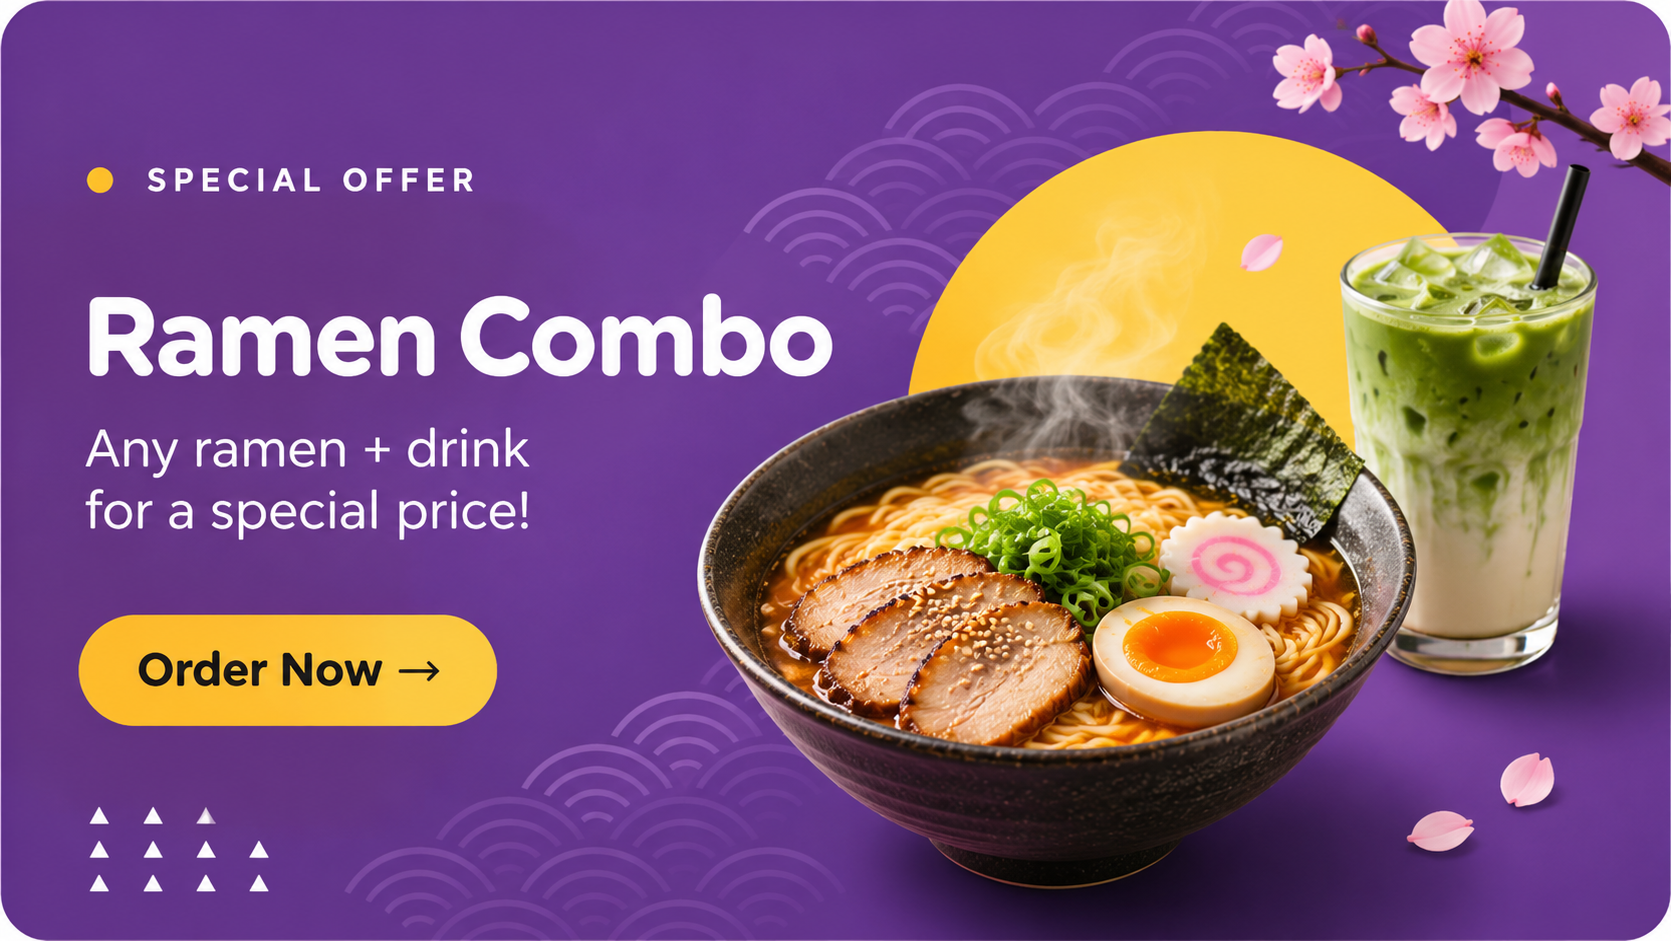 SPECIAL OFFER
Ramen Combo
Any ramen + drink
for a special price!
Order Now →